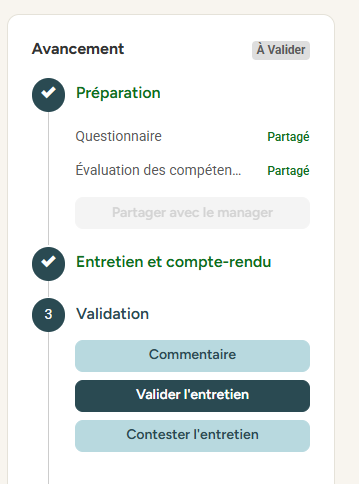 Avancement
À Valider
Préparation
Questionnaire
Partagé
Évaluation des compéten...
Partagé
Partager avec le manager
Entretien et compte-rendu
3
Validation
Commentaire
Valider l'entretien
Contester l'entretien